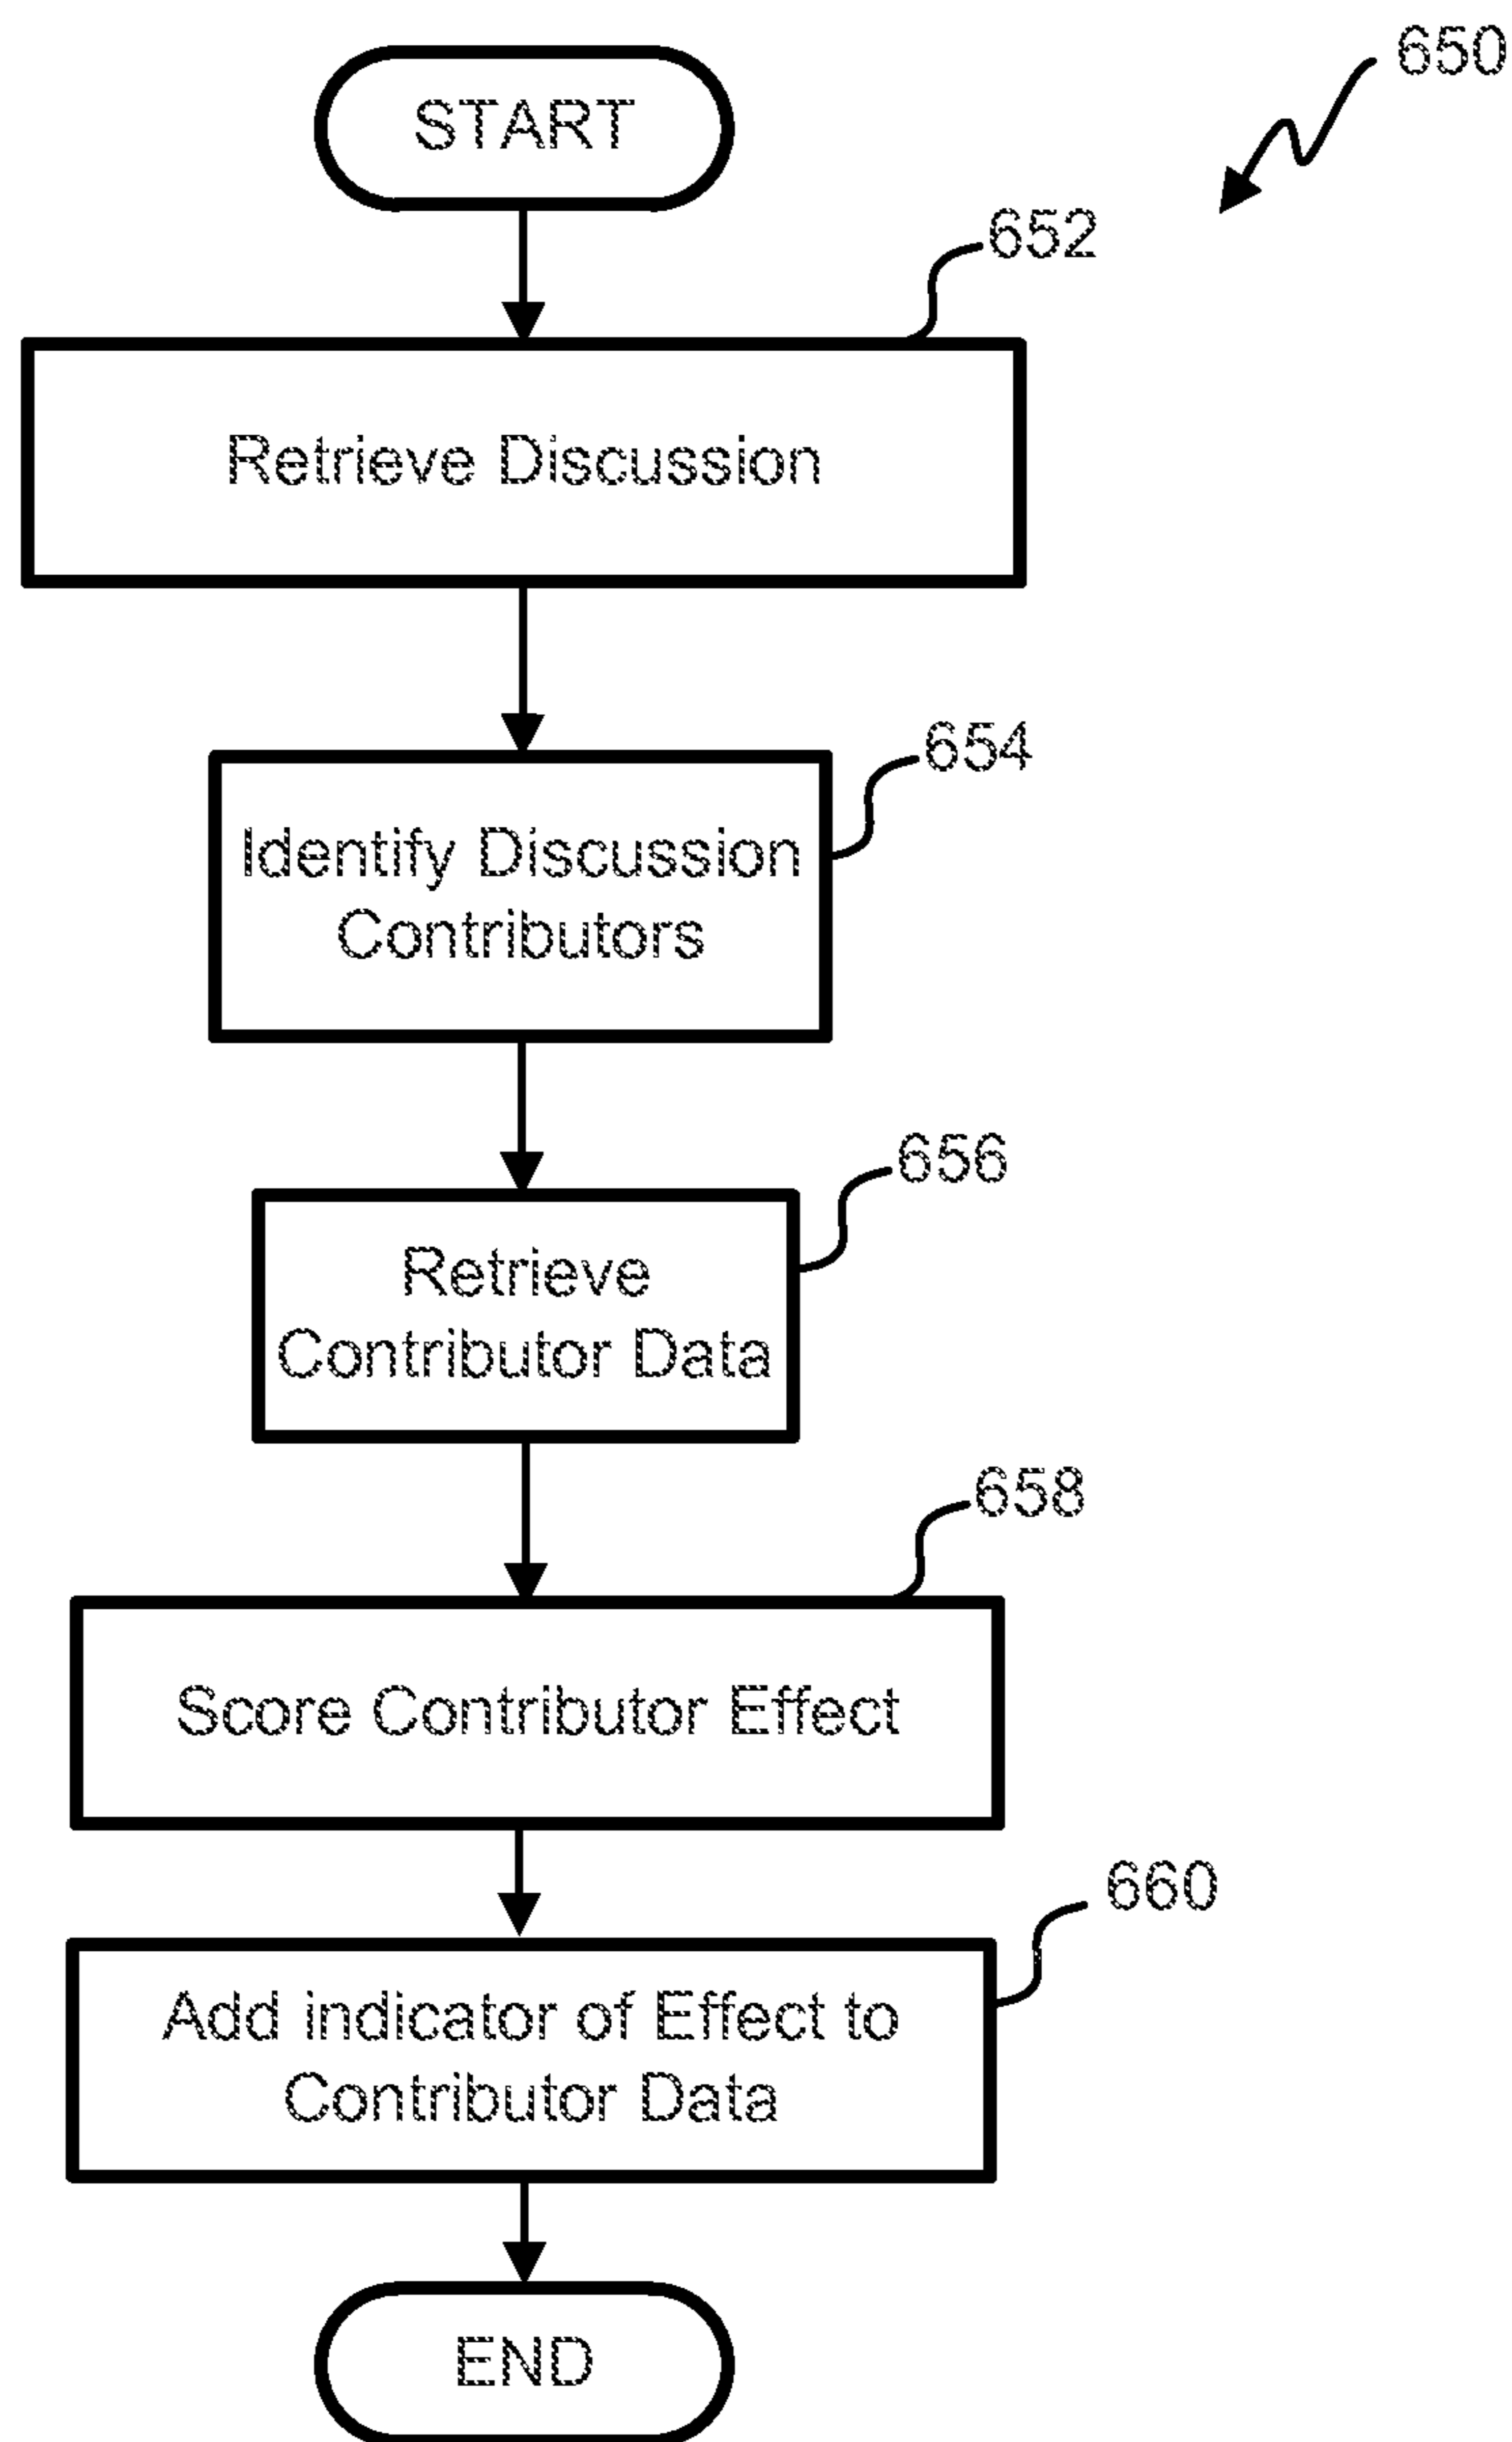 650
START
652
Retrieve Discussion
654
Identify Discussion
Contributors
656
Retrieve
Contributor Data
658
Score Contributor Effect
660
Add indicator of Effect to
Contributor Data
END